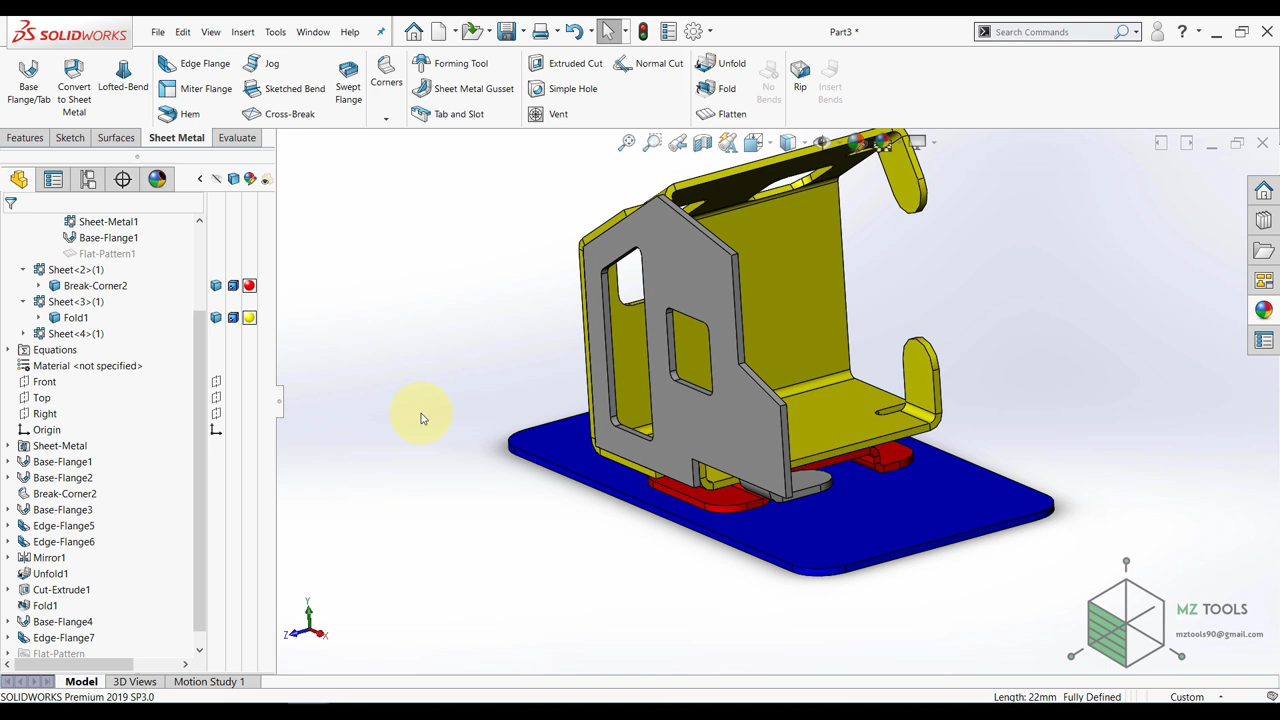 SOLIDWORKS
File Edit View Insert Tools Window Help
Part3 *
Search Commands
Base Flange/Tab
Convert to Sheet Metal
Lofted-Bend
Edge Flange
Miter Flange
Hem
Jog
Sketched Bend
Cross-Break
Swept Flange
Corners
Forming Tool
Sheet Metal Gusset
Tab and Slot
Extruded Cut
Simple Hole
Vent
Normal Cut
Unfold
Fold
Flatten
No Bends
Rip
Insert Bends
Features Sketch Surfaces Sheet Metal Evaluate
Sheet-Metal1
Base-Flange1
Flat-Pattern1
Sheet<2>(1)
Break-Corner2
Sheet<3>(1)
Fold1
Sheet<4>(1)
Equations
Material <not specified>
Front
Top
Right
Origin
Sheet-Metal
Base-Flange1
Base-Flange2
Break-Corner2
Base-Flange3
Edge-Flange5
Edge-Flange6
Mirror1
Unfold1
Cut-Extrude1
Fold1
Base-Flange4
Edge-Flange7
Flat-Pattern
Y
Z
X
MZ TOOLS
mztools90@gmail.com
Model 3D Views Motion Study 1
SOLIDWORKS Premium 2019 SP3.0
Length: 22mm Fully Defined Custom